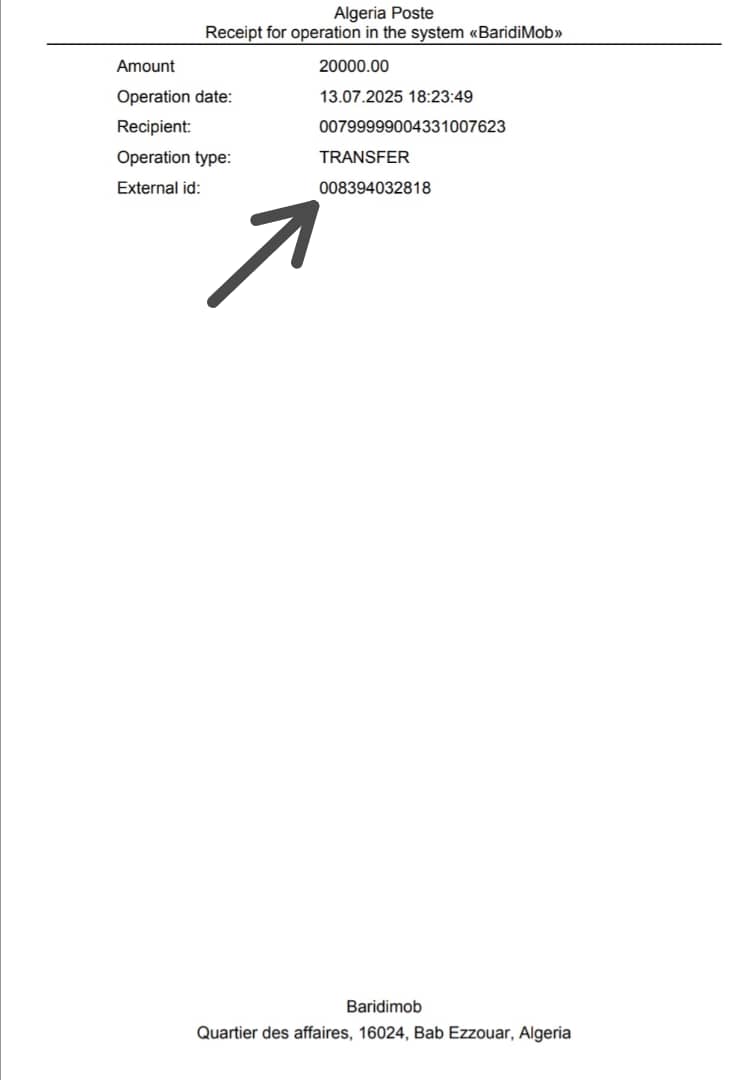 Algeria Poste
Receipt for operation in the system «BaridiMob»
Amount 20000.00
Operation date: 13.07.2025 18:23:49
Recipient: 00799999004331007623
Operation type: TRANSFER
External id: 008394032818
Baridimob
Quartier des affaires, 16024, Bab Ezzouar, Algeria